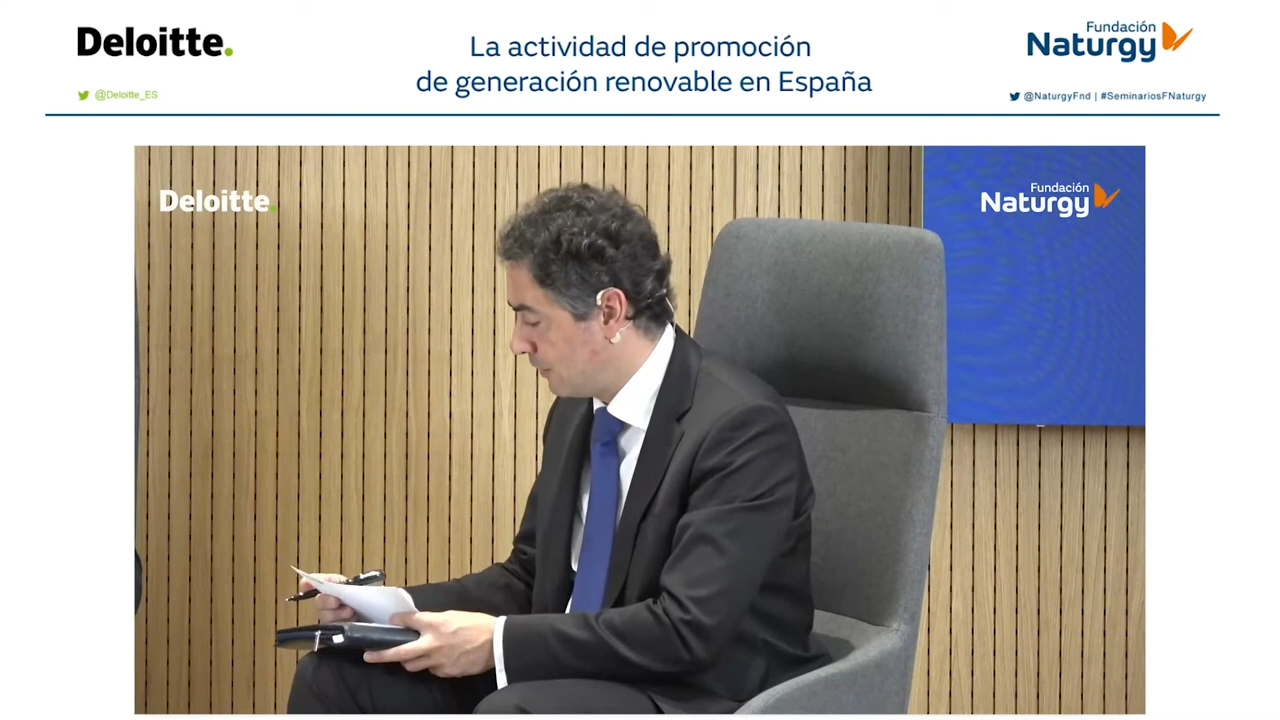 Deloitte.
@Deloitte_ES
La actividad de promoción
de generación renovable en España
Fundación
Naturgy
@NaturgyFnd | #SeminariosFNaturgy
Deloitte.
Fundación
Naturgy